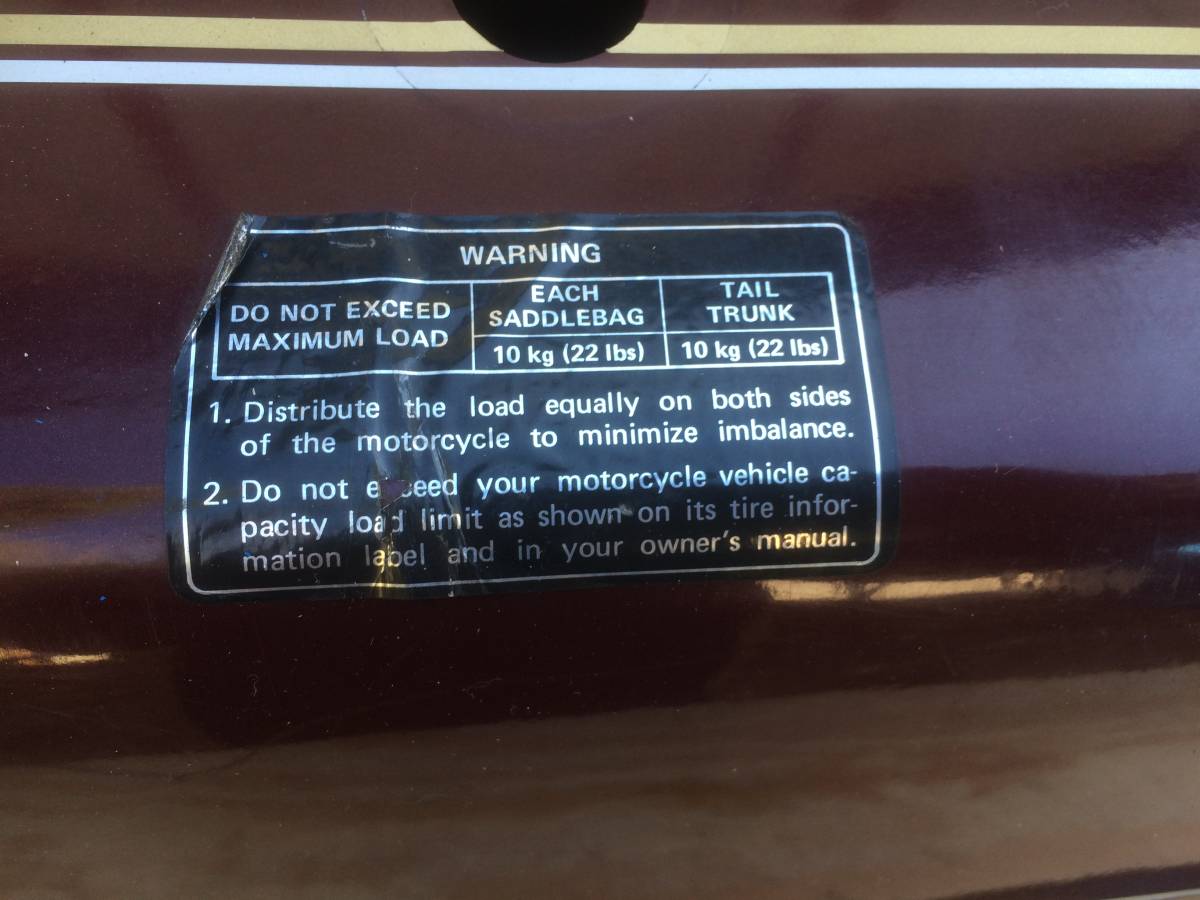 WARNING
DO NOT EXCEED
MAXIMUM LOAD
EACH
SADDLEBAG
10 kg (22 lbs)
TAIL
TRUNK
10 kg (22 lbs)
1. Distribute the load equally on both sides
of the motorcycle to minimize imbalance.
2. Do not exceed your motorcycle vehicle ca-
pacity load limit as shown on its tire infor-
mation label and in your owner's manual.